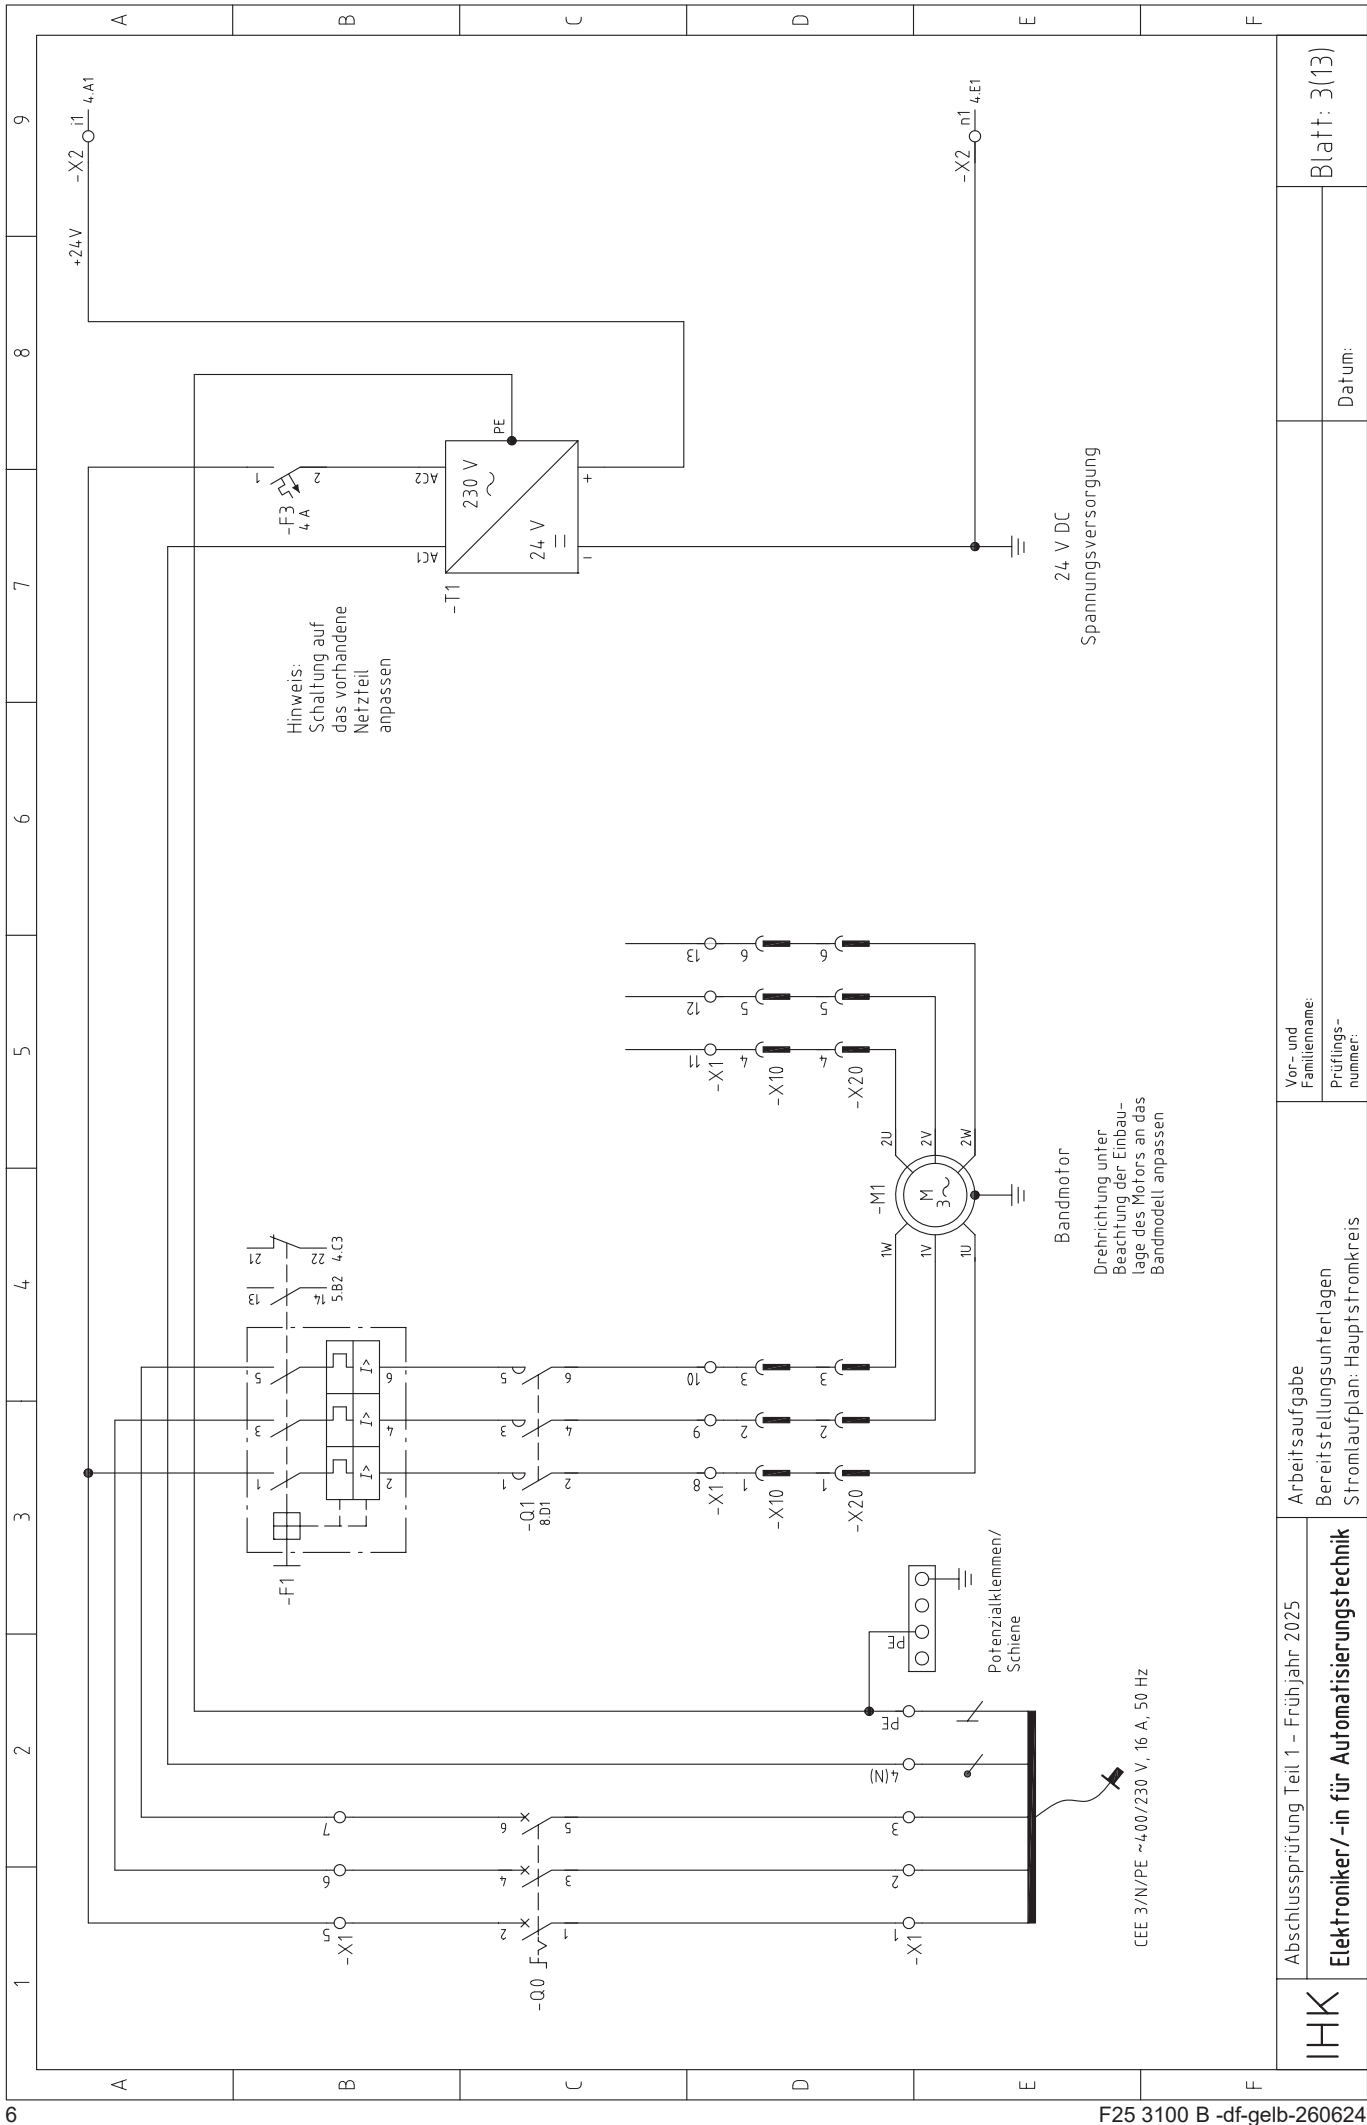 1
2
3
4
5
6
7
8
9
A
B
C
D
E
F
A
B
C
D
E
F
+24V
-X2
i1
4.A1
-X1
5
6
7
-Q0
2
4
6
1
3
5
-X1
1
2
3
4(N)
PE
PE
Potenzialklemmen/
Schiene
CEE 3/N/PE ~400/230 V, 16 A, 50 Hz
-F1
1
3
5
13
21
I>
I>
I>
2
4
6
14
22
5.B2
4.C3
-Q1
8.D1
1
3
5
2
4
6
-X1
8
9
10
-X10
1
2
3
-X20
1
2
3
-X1
11
12
13
-X10
4
5
6
-X20
4
5
6
-M1
1W
1V
1U
M
3~
2U
2V
2W
Bandmotor
Drehrichtung unter
Beachtung der Einbau-
lage des Motors an das
Bandmodell anpassen
Hinweis:
Schaltung auf
das vorhandene
Netzteil
anpassen
-F3
4 A
1
2
-T1
AC1
AC2
230 V
~
24 V
PE
-
+
24 V DC
Spannungsversorgung
-X2
n1
4.E1
IHK
Abschlussprüfung Teil 1 – Frühjahr 2025
Elektroniker/-in für Automatisierungstechnik
Arbeitsaufgabe
Bereitstellungsunterlagen
Stromlaufplan: Hauptstromkreis
Vor- und
Familienname:
Prüflings-
nummer:
Datum:
Blatt: 3(13)
6
F25 3100 B -df-gelb-260624